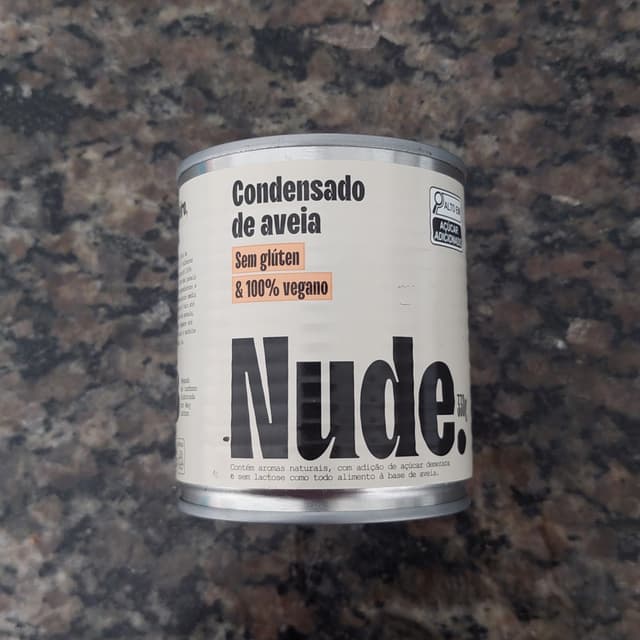 Condensado
de aveia
Sem glúten
& 100% vegano
ALTO EM
AÇÚCAR
ADICIONADO
Nude.
330g
Contém aromas naturais, com adição de açúcar demerara
e sem lactose como todo alimento à base de aveia.